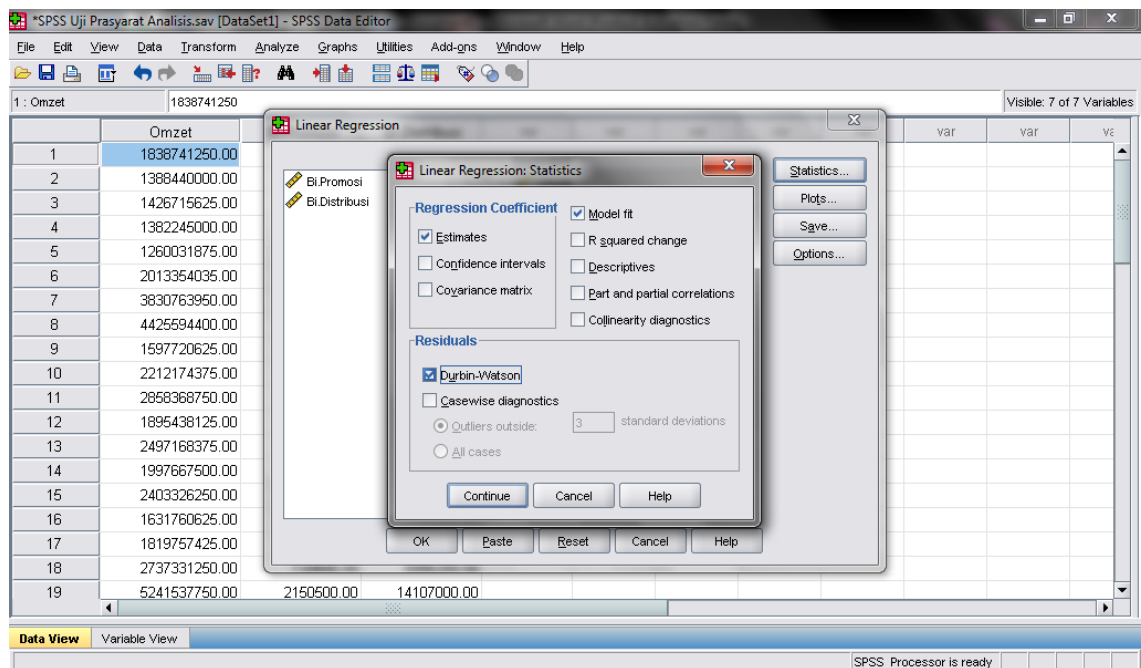 *SPSS Uji Prasyarat Analisis.sav [DataSet1] - SPSS Data Editor
File Edit View Data Transform Analyze Graphs Utilities Add-ons Window Help
1 : Omzet 1838741250 Visible: 7 of 7 Variables
Omzet var var va
Linear Regression
Bi.Promosi
Bi.Distribusi
Statistics...
Plots...
Save...
Options...
Linear Regression: Statistics
Regression Coefficient
Estimates
Confidence intervals
Covariance matrix
Model fit
R squared change
Descriptives
Part and partial correlations
Collinearity diagnostics
Residuals
Durbin-Watson
Casewise diagnostics
Outliers outside: 3 standard deviations
All cases
Continue Cancel Help
OK Paste Reset Cancel Help
1 1838741250.00
2 1388440000.00
3 1426715625.00
4 1382245000.00
5 1260031875.00
6 2013354035.00
7 3830763950.00
8 4425594400.00
9 1597720625.00
10 2212174375.00
11 2858368750.00
12 1895438125.00
13 2497168375.00
14 1997667500.00
15 2403326250.00
16 1631760625.00
17 1819757425.00
18 2737331250.00
19 5241537750.00 2150500.00 14107000.00
Data View Variable View
SPSS Processor is ready